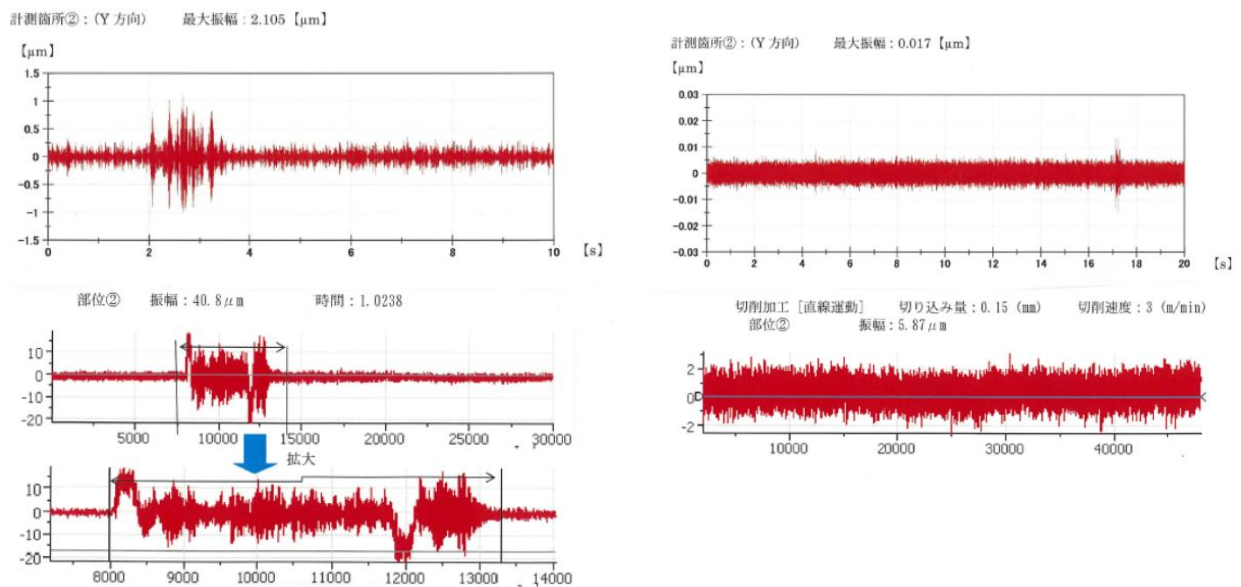 計測箇所②：(Y 方向)　最大振幅：2.105【μm】
【μm】
1.5
1
0.5
0
-0.5
-1
-1.5
0 2 4 6 8 10 【s】
部位②　振幅：40.8μm　時間：1.0238
10
0
-10
-20
5000 10000 15000 20000 25000 30000
拡大
10
0
-10
-20
8000 9000 10000 11000 12000 13000 14000
計測箇所②：(Y 方向)　最大振幅：0.017【μm】
【μm】
0.03
0.02
0.01
0
-0.01
-0.02
-0.03
0 2 4 6 8 10 12 14 16 18 20 【s】
切削加工［直線運動］　切り込み量：0.15 (mm)　切削速度：3 (m/min)
部位②　振幅：5.87μm
2
0
-2
10000 20000 30000 40000